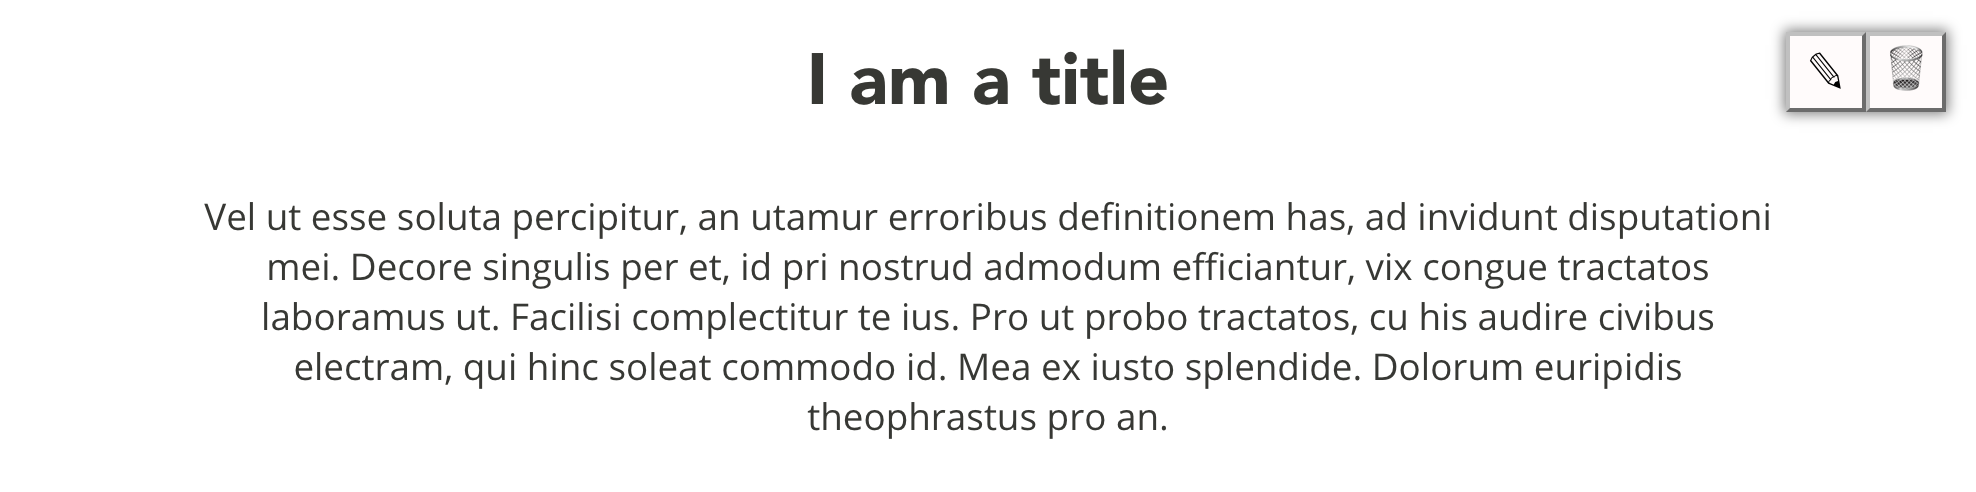 I am a title
Vel ut esse soluta percipitur, an utamur erroribus definitionem has, ad invidunt disputationi
mei. Decore singulis per et, id pri nostrud admodum efficiantur, vix congue tractatos
laboramus ut. Facilisi complectitur te ius. Pro ut probo tractatos, cu his audire civibus
electram, qui hinc soleat commodo id. Mea ex iusto splendide. Dolorum euripidis
theophrastus pro an.